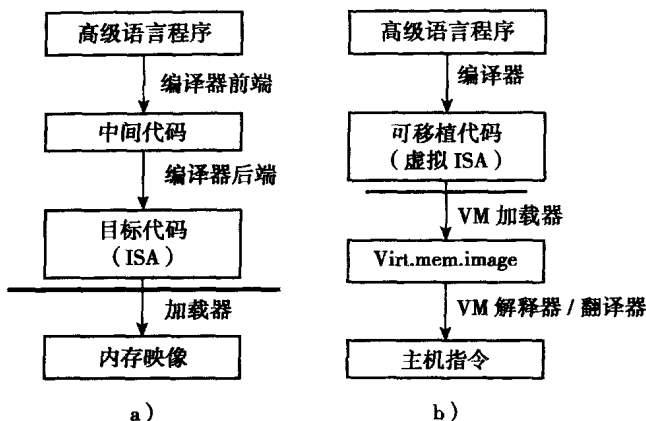 高级语言程序
编译器前端
中间代码
编译器后端
目标代码
（ISA）
加载器
内存映像
a）
高级语言程序
编译器
可移植代码
（虚拟 ISA）
VM 加载器
Virt.mem.image
VM 解释器 / 翻译器
主机指令
b）